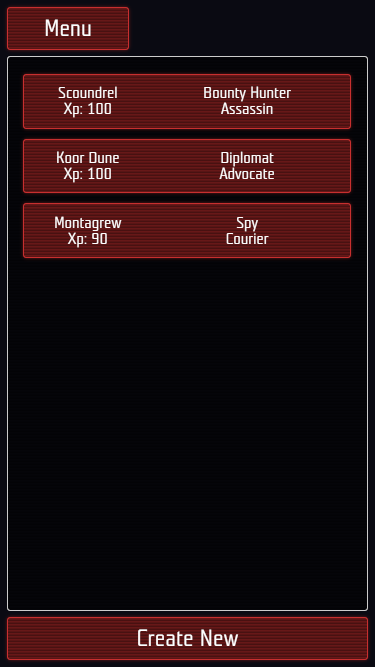 Menu
Scoundrel
Xp: 100
Bounty Hunter
Assassin
Koor Dune
Xp: 100
Diplomat
Advocate
Montagrew
Xp: 90
Spy
Courier
Create New